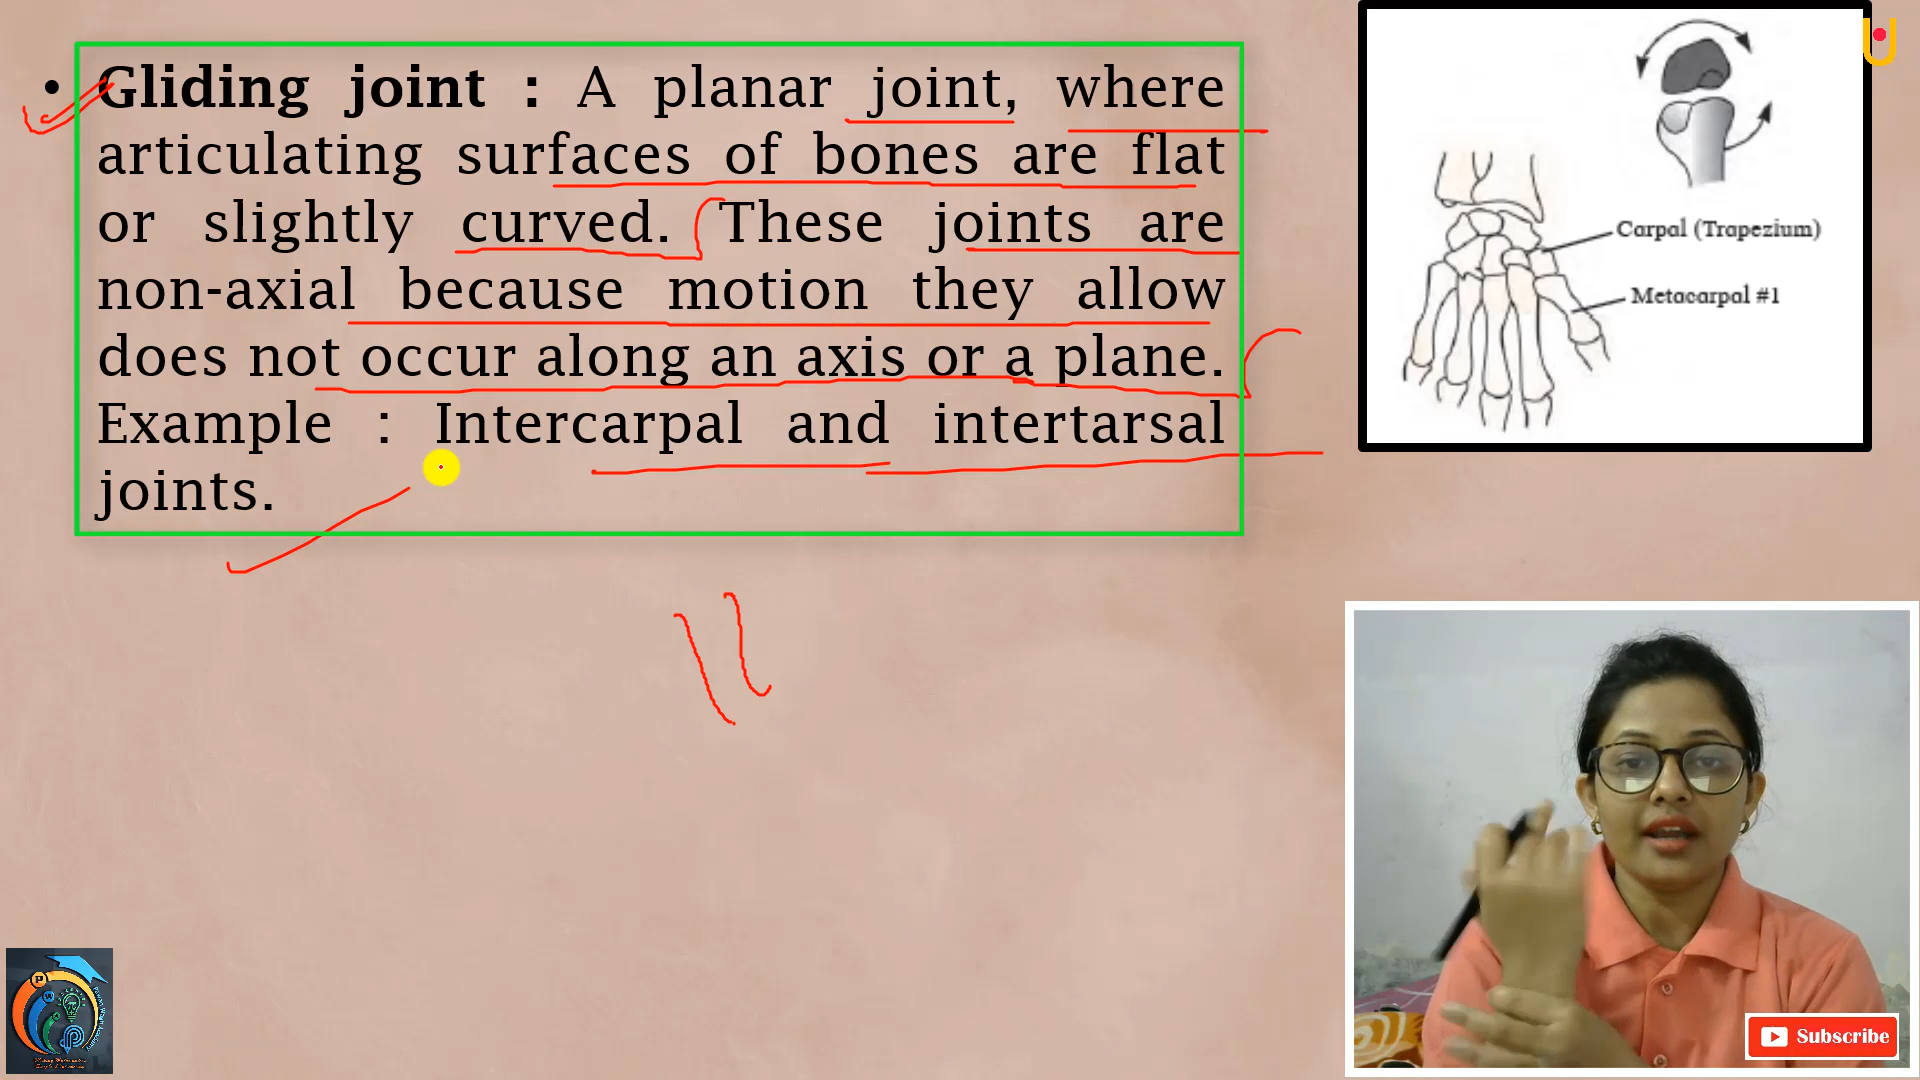 • Gliding joint : A planar joint, where
articulating surfaces of bones are flat
or slightly curved. These joints are
non-axial because motion they allow
does not occur along an axis or a plane.
Example : Intercarpal and intertarsal
joints.
Carpal (Trapezium)
Metacarpal #1
Subscribe